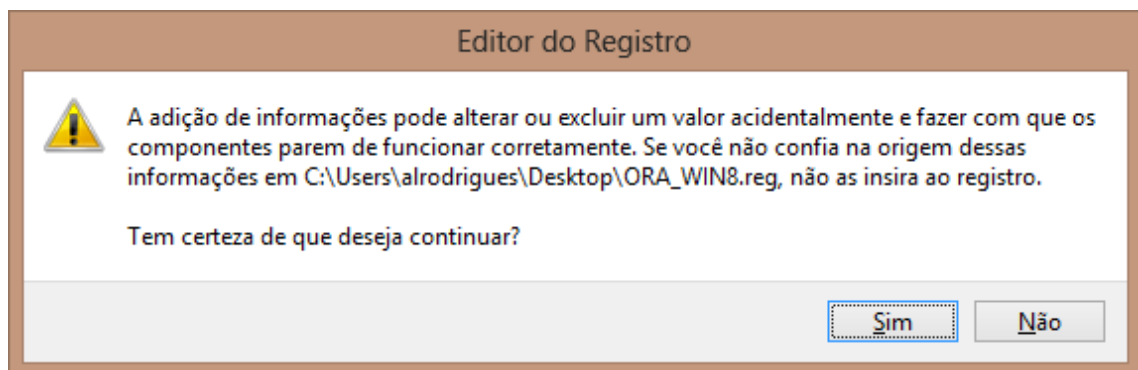 Editor do Registro
A adição de informações pode alterar ou excluir um valor acidentalmente e fazer com que os
componentes parem de funcionar corretamente. Se você não confia na origem dessas
informações em C:\Users\alrodrigues\Desktop\ORA_WIN8.reg, não as insira ao registro.
Tem certeza de que deseja continuar?
Sim
Não